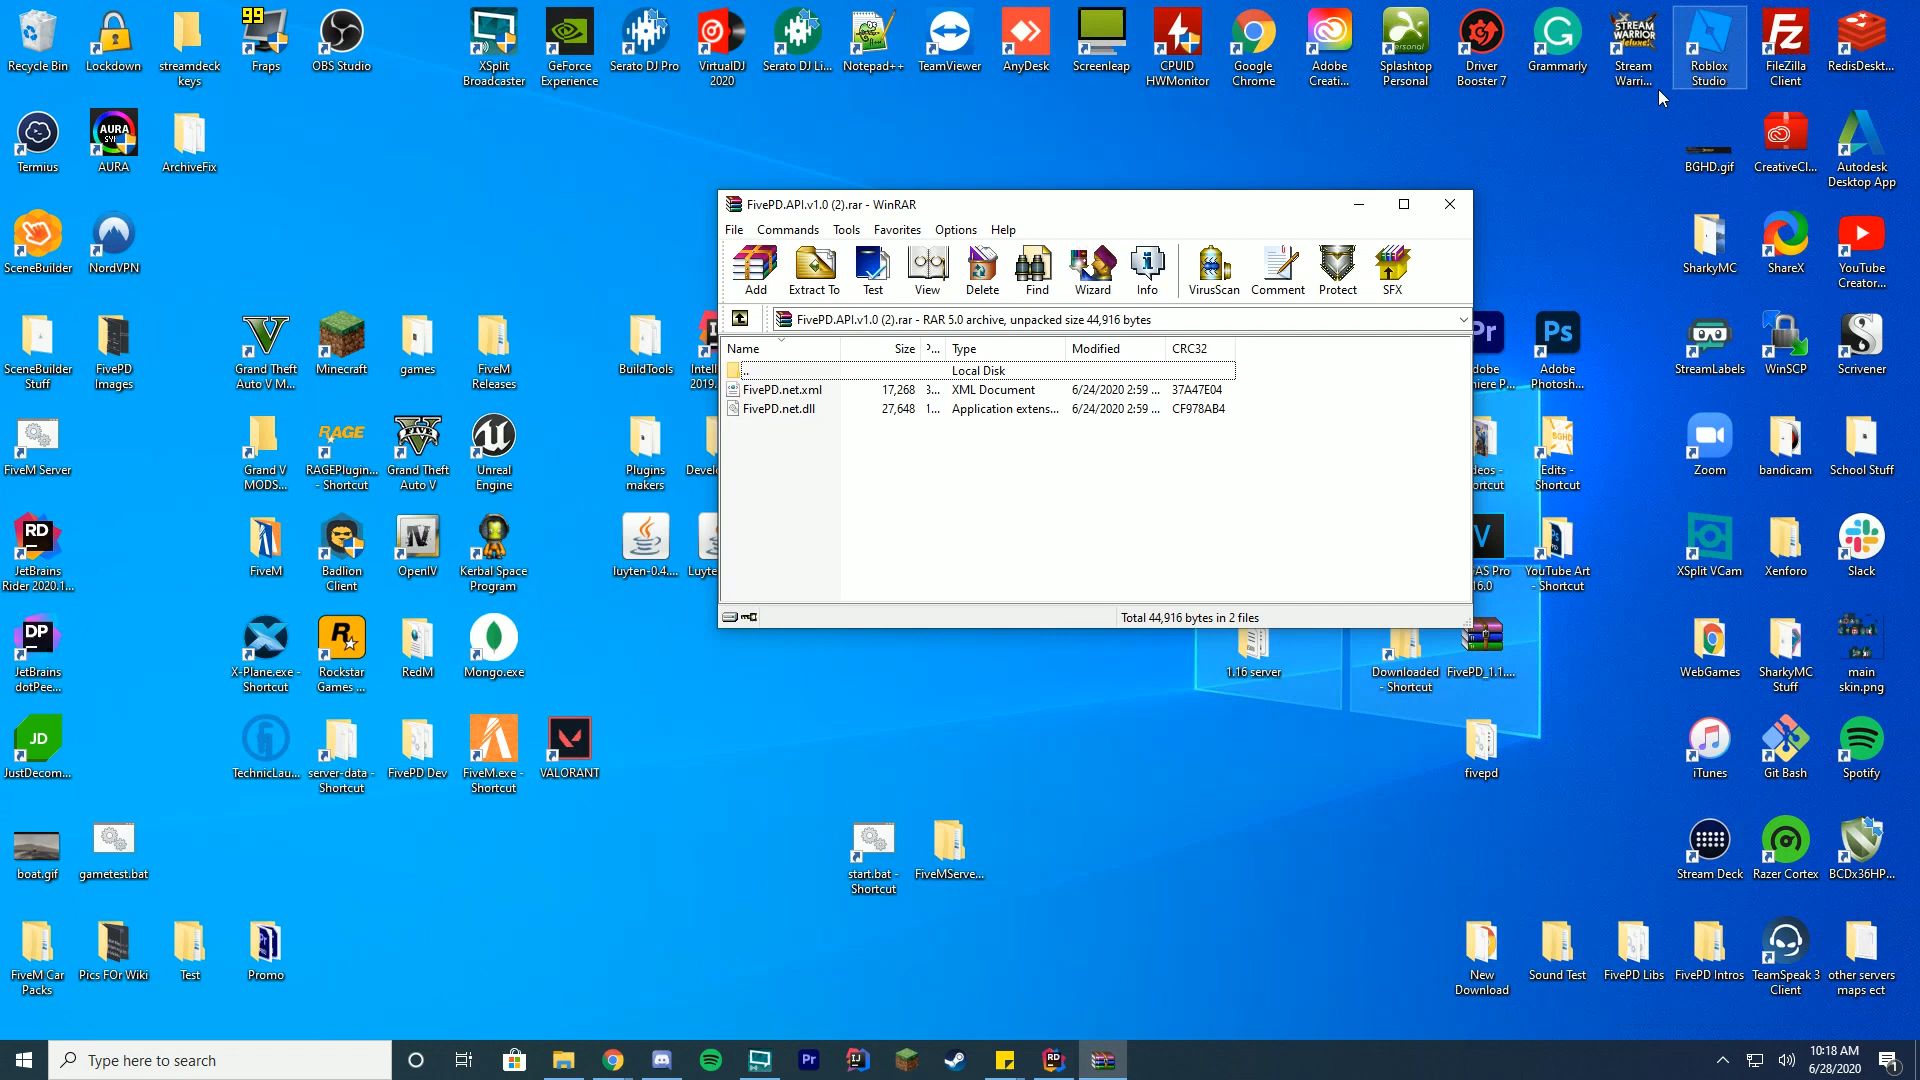 99
Recycle Bin
Lockdown
streamdeck
keys
Fraps
OBS Studio
XSplit
Broadcaster
GeForce
Experience
Serato DJ Pro
VirtualDJ
2020
Serato DJ Li...
Notepad++
TeamViewer
AnyDesk
Screenleap
CPUID
HWMonitor
Google
Chrome
Adobe
Creati...
Splashtop
Personal
Driver
Booster 7
Grammarly
Stream
Warri...
Roblox
Studio
FileZilla
Client
RedisDeskt...
Termius
AURA
ArchiveFix
BGHD.gif
CreativeCl...
Autodesk
Desktop App
FivePD.API.v1.0 (2).rar - WinRAR
File Commands Tools Favorites Options Help
Add Extract To Test View Delete Find Wizard Info VirusScan Comment Protect SFX
FivePD.API.v1.0 (2).rar - RAR 5.0 archive, unpacked size 44,916 bytes
Name Size P... Type Modified CRC32
.. Local Disk
FivePD.net.xml 17,268 3... XML Document 6/24/2020 2:59 ... 37A47E04
FivePD.net.dll 27,648 1... Application extens... 6/24/2020 2:59 ... CF978AB4
Total 44,916 bytes in 2 files
SceneBuilder
NordVPN
SharkyMC
ShareX
YouTube
Creator...
SceneBuilder
Stuff
FivePD
Images
Grand Theft
Auto V M...
Minecraft
games
FiveM
Releases
BuildTools
Intell
2019.
Adobe
Photosh...
StreamLabels
WinSCP
Scrivener
FiveM Server
Grand V
MODS...
RAGEPlugin...
- Shortcut
Grand Theft
Auto V
Unreal
Engine
Plugins
makers
Develo
Edits -
Shortcut
Zoom
bandicam
School Stuff
JetBrains
Rider 2020.1...
FiveM
Badlion
Client
OpenIV
Kerbal Space
Program
luyten-0.4....
Luyte
AS Pro
16.0
YouTube Art
- Shortcut
XSplit VCam
Xenforo
Slack
JetBrains
dotPee...
X-Plane.exe -
Shortcut
Rockstar
Games ...
RedM
Mongo.exe
1.16 server
Downloaded
- Shortcut
FivePD_1.1....
WebGames
SharkyMC
Stuff
main
skin.png
JustDecom...
TechnicLau...
server-data -
Shortcut
FivePD Dev
FiveM.exe -
Shortcut
VALORANT
fivepd
iTunes
Git Bash
Spotify
boat.gif
gametest.bat
start.bat -
Shortcut
FiveMServe...
Stream Deck
Razer Cortex
BCDx36HP...
FiveM Car
Packs
Pics FOr Wiki
Test
Promo
New
Download
Sound Test
FivePD Libs
FivePD Intros
TeamSpeak 3
Client
other servers
maps ect
Type here to search
10:18 AM
6/28/2020
1